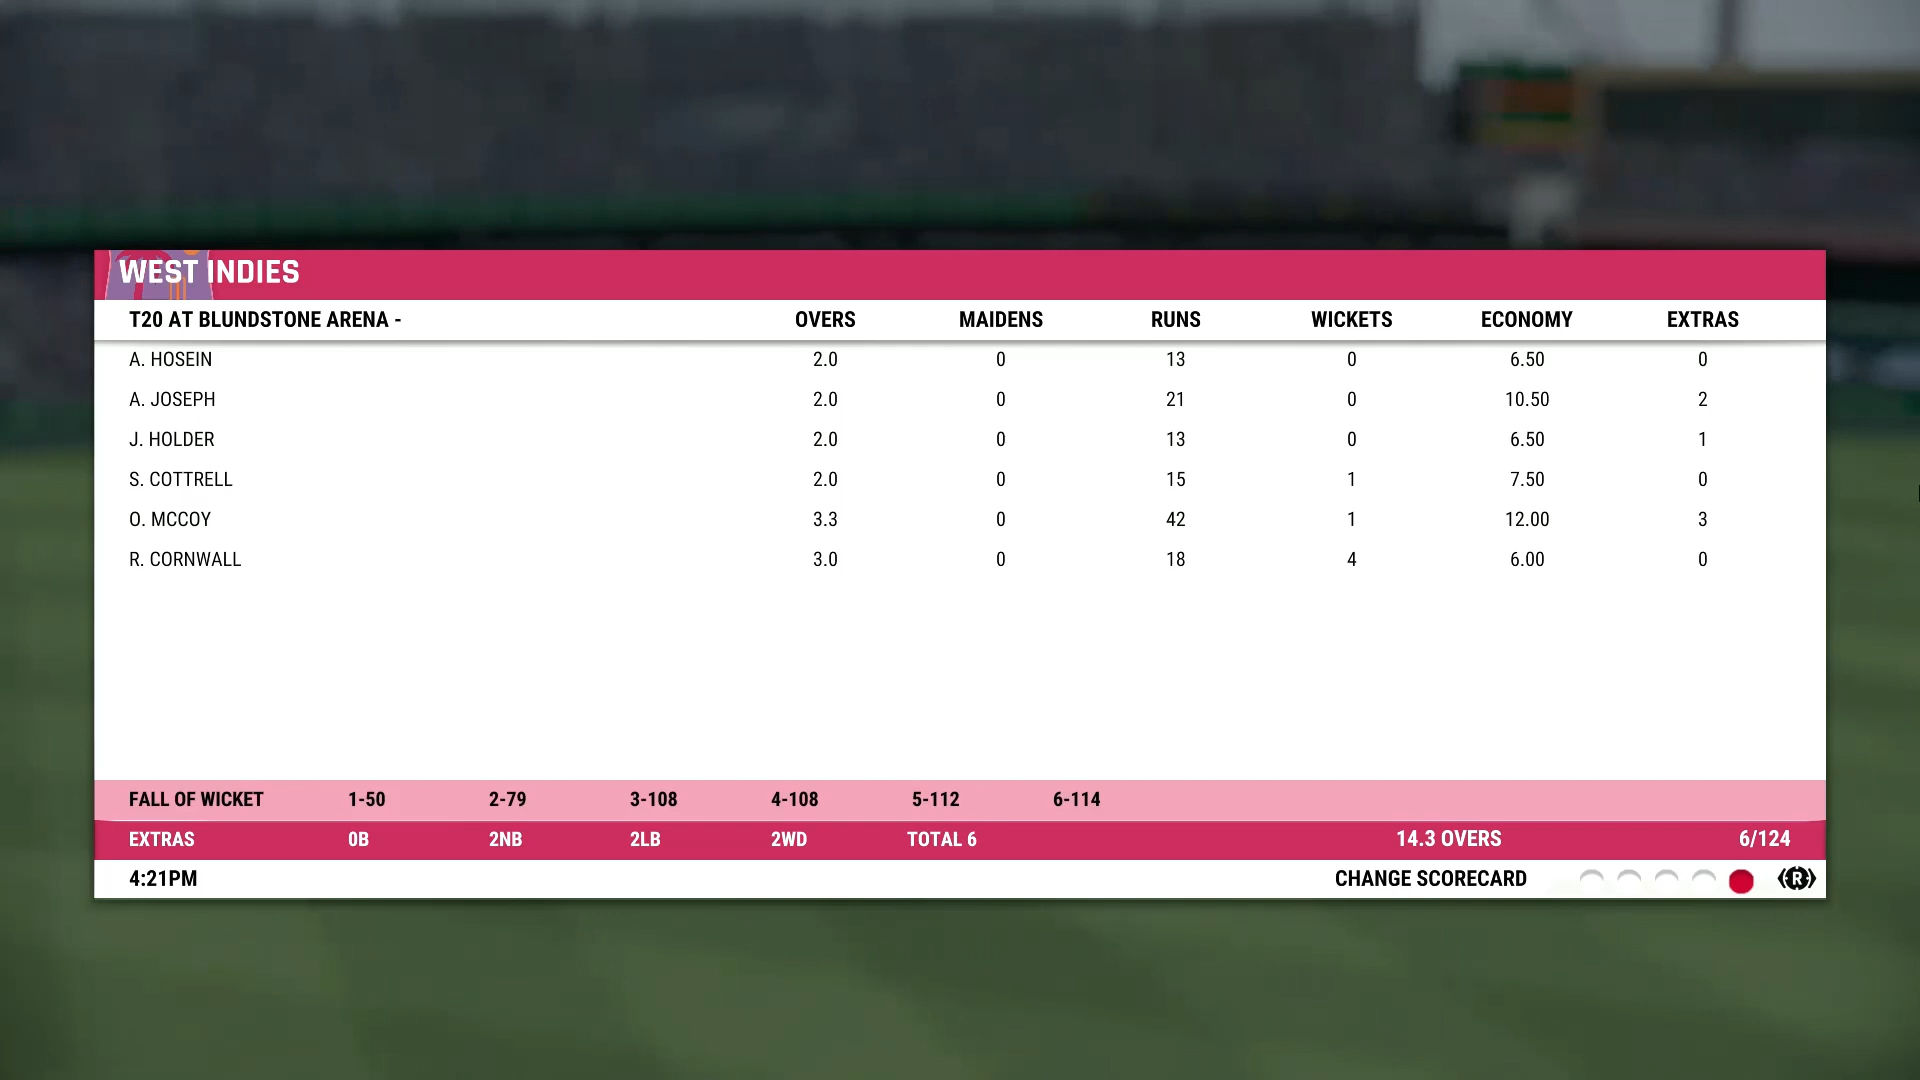 WEST INDIES
T20 AT BLUNDSTONE ARENA - OVERS MAIDENS RUNS WICKETS ECONOMY EXTRAS
A. HOSEIN 2.0 0 13 0 6.50 0
A. JOSEPH 2.0 0 21 0 10.50 2
J. HOLDER 2.0 0 13 0 6.50 1
S. COTTRELL 2.0 0 15 1 7.50 0
O. MCCOY 3.3 0 42 1 12.00 3
R. CORNWALL 3.0 0 18 4 6.00 0
FALL OF WICKET 1-50 2-79 3-108 4-108 5-112 6-114
EXTRAS 0B 2NB 2LB 2WD TOTAL 6 14.3 OVERS 6/124
4:21PM CHANGE SCORECARD R